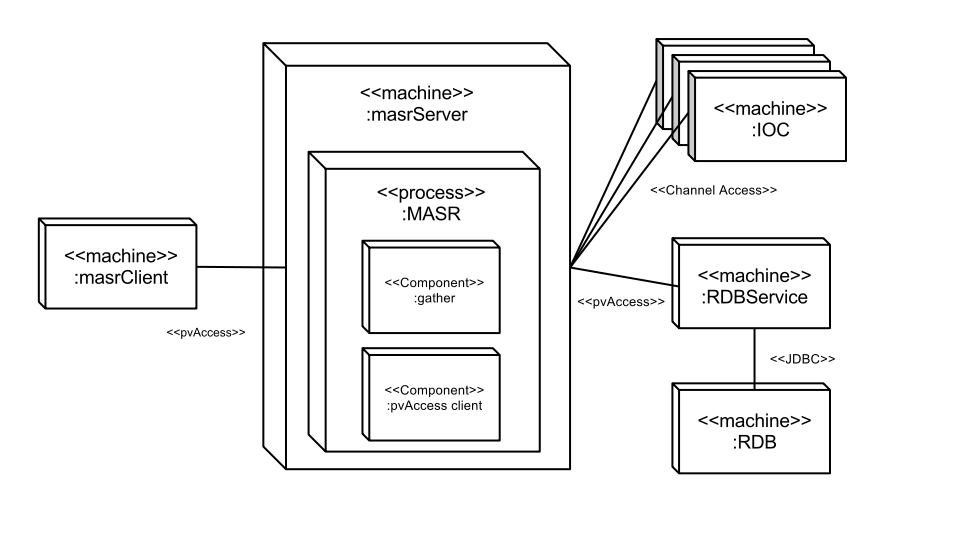 <<machine>>
:masrServer
<<process>>
:MASR
<<Component>>
:gather
<<Component>>
:pvAccess client
<<machine>>
:masrClient
<<pvAccess>>
<<machine>>
:IOC
<<Channel Access>>
<<machine>>
:RDBService
<<pvAccess>>
<<JDBC>>
<<machine>>
:RDB